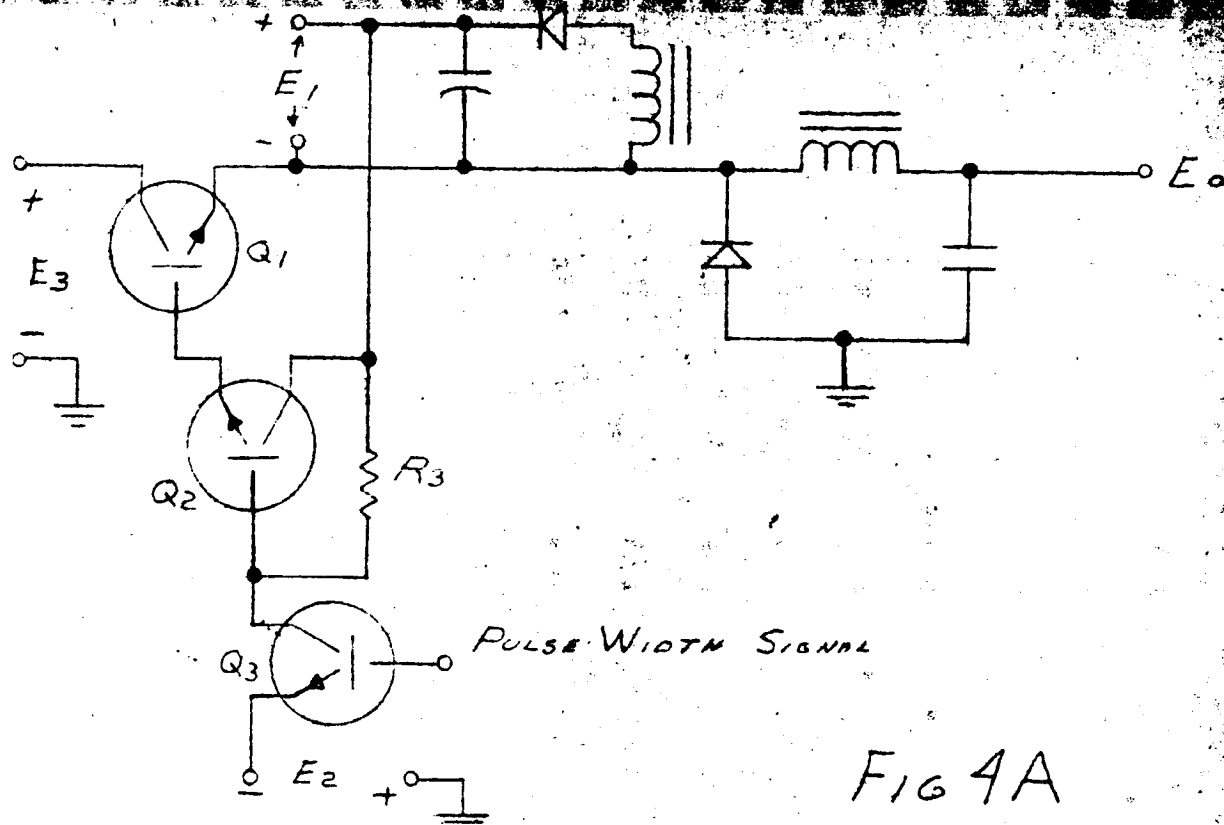 +
E1
-
Eo
+
E3
-
Q1
Q2
R3
Q3
PULSE-WIDTH SIGNAL
E2
-
+
FIG 4A